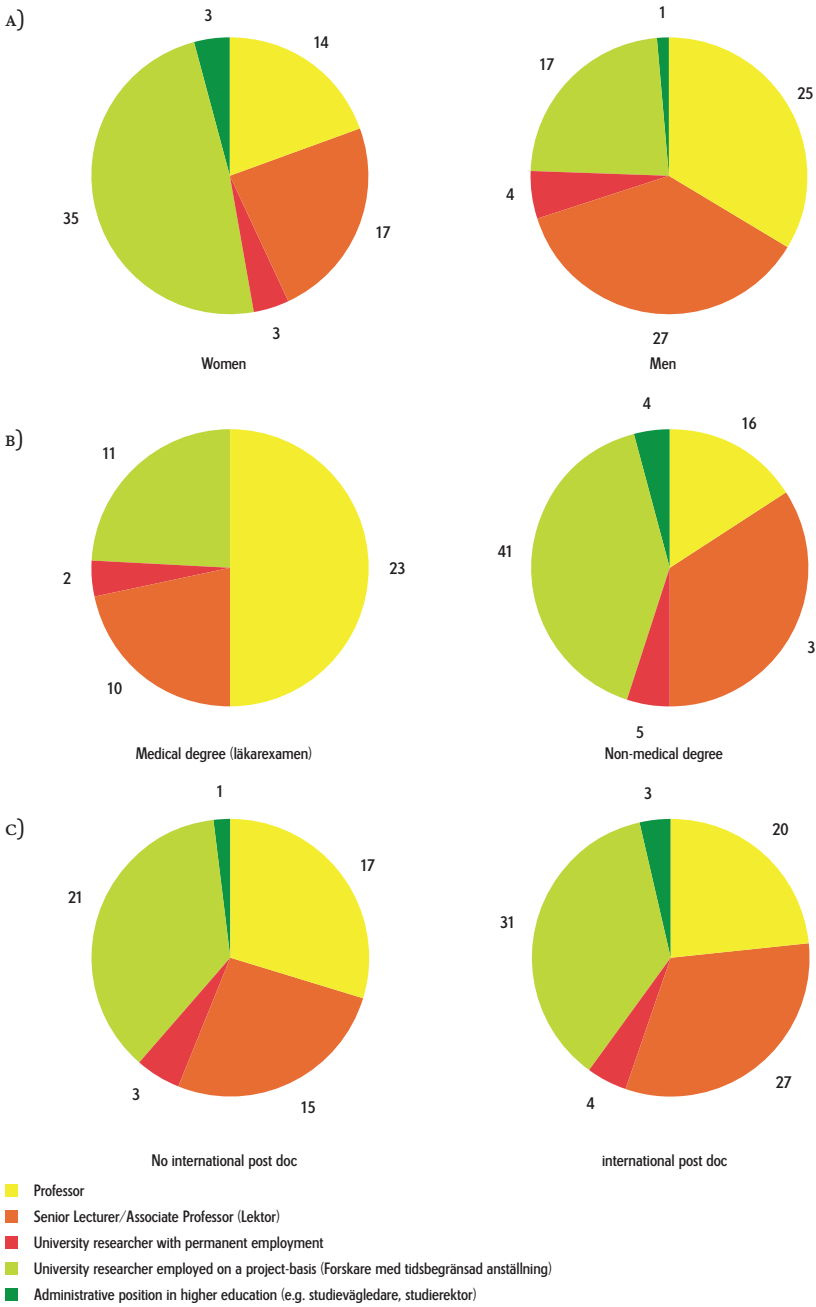 A)
3
14
17
3
35
Women
1
25
27
4
17
Men
B)
11
23
10
2
Medical degree (läkarexamen)
4
16
3
5
41
Non-medical degree
C)
1
17
15
3
21
No international post doc
3
20
27
4
31
international post doc
Professor
Senior Lecturer/Associate Professor (Lektor)
University researcher with permanent employment
University researcher employed on a project-basis (Forskare med tidsbegränsad anställning)
Administrative position in higher education (e.g. studievägledare, studierektor)